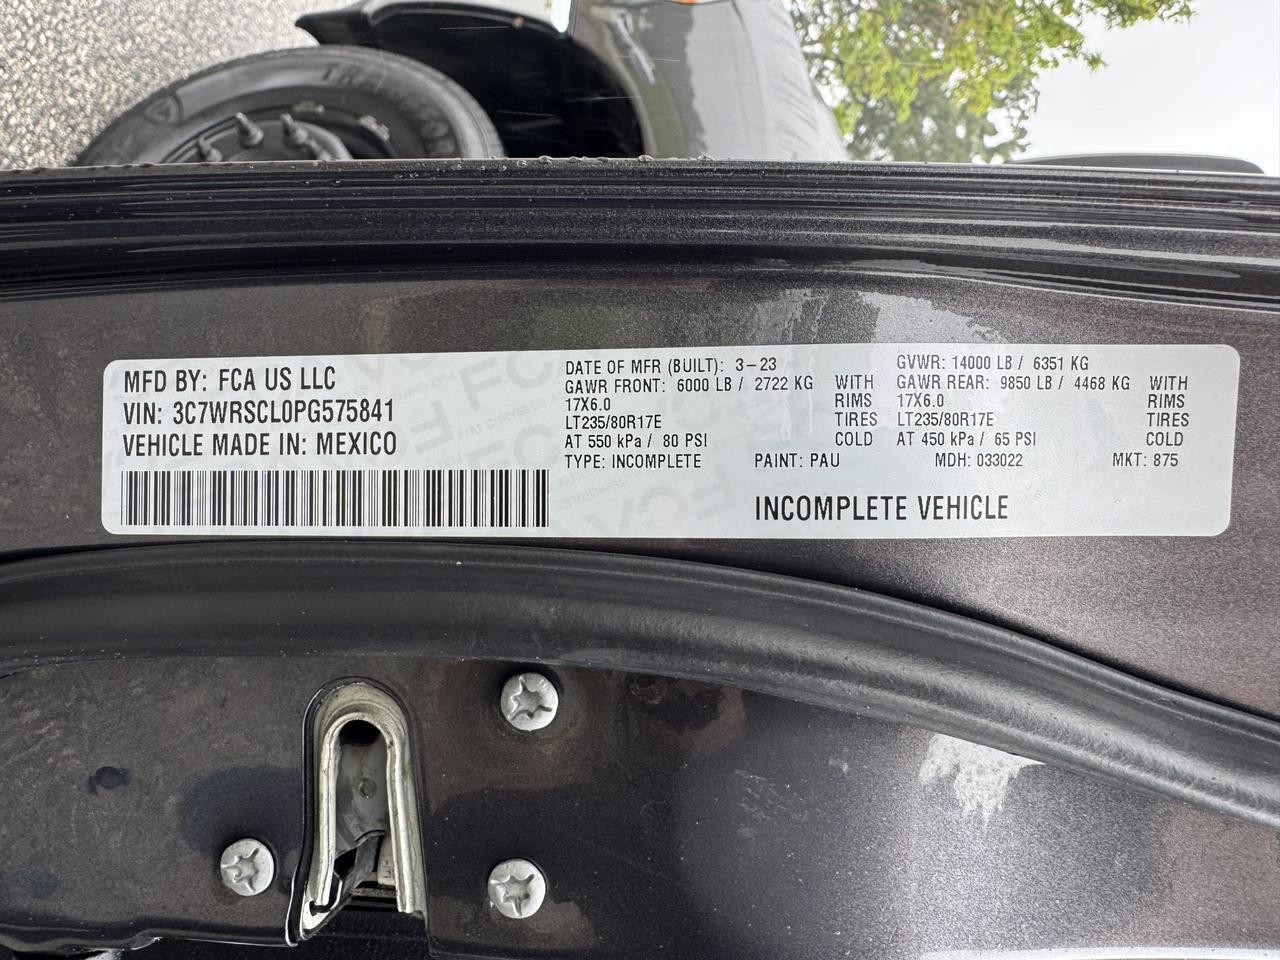 MFD BY: FCA US LLC
VIN: 3C7WRSCL0PG575841
VEHICLE MADE IN: MEXICO
DATE OF MFR (BUILT): 3-23 GVWR: 14000 LB / 6351 KG
GAWR FRONT: 6000 LB / 2722 KG WITH GAWR REAR: 9850 LB / 4468 KG WITH
17X6.0 RIMS 17X6.0 RIMS
LT235/80R17E TIRES LT235/80R17E TIRES
AT 550 kPa / 80 PSI COLD AT 450 kPa / 65 PSI COLD
TYPE: INCOMPLETE PAINT: PAU MDH: 033022 MKT: 875
INCOMPLETE VEHICLE